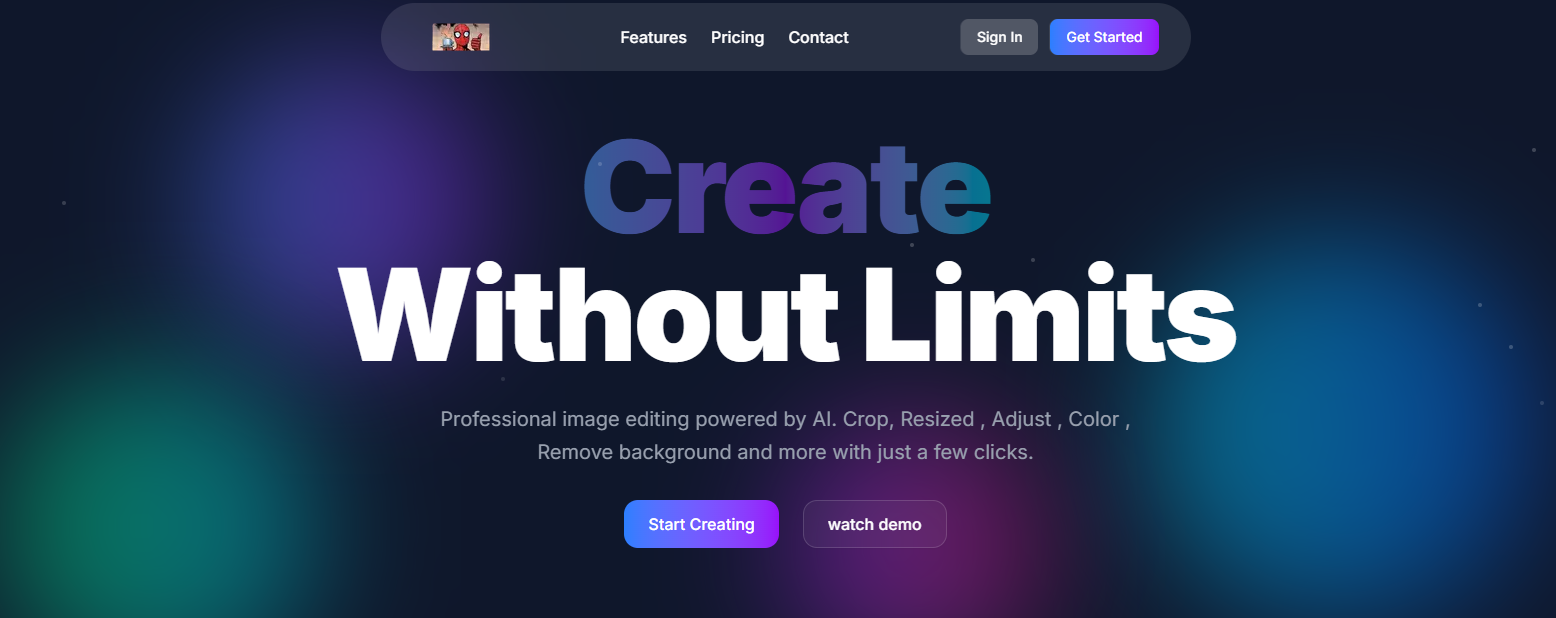 Features Pricing Contact Sign In Get Started
Create
Without Limits
Professional image editing powered by AI. Crop, Resized , Adjust , Color ,
Remove background and more with just a few clicks.
Start Creating watch demo